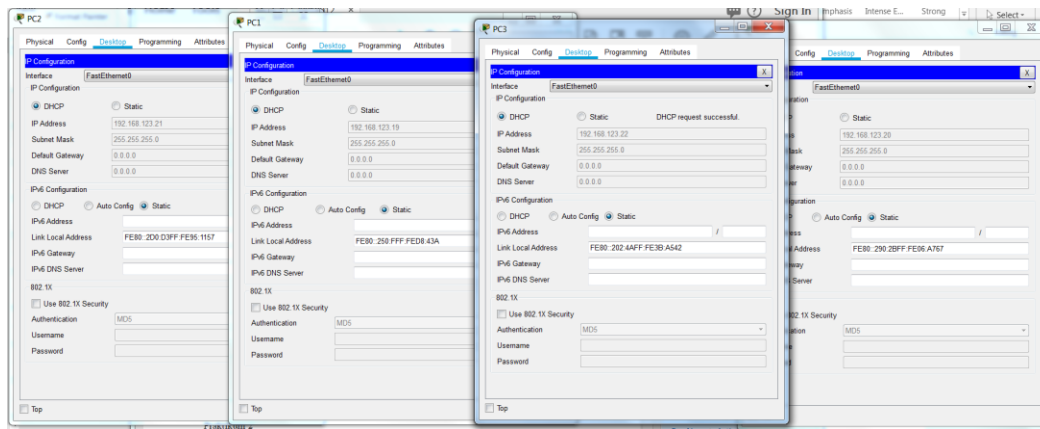 PC2
Physical Config Desktop Programming Attributes
IP Configuration
Interface FastEthernet0
IP Configuration
DHCP Static
IP Address 192.168.123.21
Subnet Mask 255.255.255.0
Default Gateway 0.0.0.0
DNS Server 0.0.0.0
IPv6 Configuration
DHCP Auto Config Static
IPv6 Address
Link Local Address FE80::2D0:D3FF:FE95:1157
IPv6 Gateway
IPv6 DNS Server
802.1X
Use 802.1X Security
Authentication MD5
Username
Password
Top
PC1
Physical Config Desktop Programming Attributes
IP Configuration
Interface FastEthernet0
IP Configuration
DHCP Static
IP Address 192.168.123.19
Subnet Mask 255.255.255.0
Default Gateway 0.0.0.0
DNS Server 0.0.0.0
IPv6 Configuration
DHCP Auto Config Static
IPv6 Address
Link Local Address FE80::250:FFF:FED8:43A
IPv6 Gateway
IPv6 DNS Server
802.1X
Use 802.1X Security
Authentication MD5
Username
Password
Top
PC3
Physical Config Desktop Programming Attributes
IP Configuration X
Interface FastEthernet0
IP Configuration
DHCP Static DHCP request successful.
IP Address 192.168.123.22
Subnet Mask 255.255.255.0
Default Gateway 0.0.0.0
DNS Server 0.0.0.0
IPv6 Configuration
DHCP Auto Config Static
IPv6 Address /
Link Local Address FE80::202:4AFF:FE3B:A542
IPv6 Gateway
IPv6 DNS Server
802.1X
Use 802.1X Security
Authentication MD5
Username
Password
Top
Sign in Emphasis Intense E... Strong Select
Config Desktop Programming Attributes
X
FastEthernet0
Static
192.168.123.20
255.255.255.0
0.0.0.0
0.0.0.0
Auto Config Static
/
Address FE80::290:2BFF:FE06:A767
Server
802.1X Security
MD5